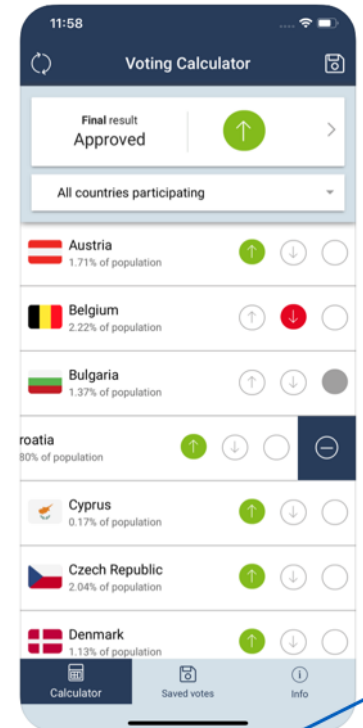 11:58
Voting Calculator
Final result
Approved
All countries participating
Austria
1.71% of population
Belgium
2.22% of population
Bulgaria
1.37% of population
roatia
80% of population
Cyprus
0.17% of population
Czech Republic
2.04% of population
Denmark
1.13% of population
Calculator
Saved votes
Info